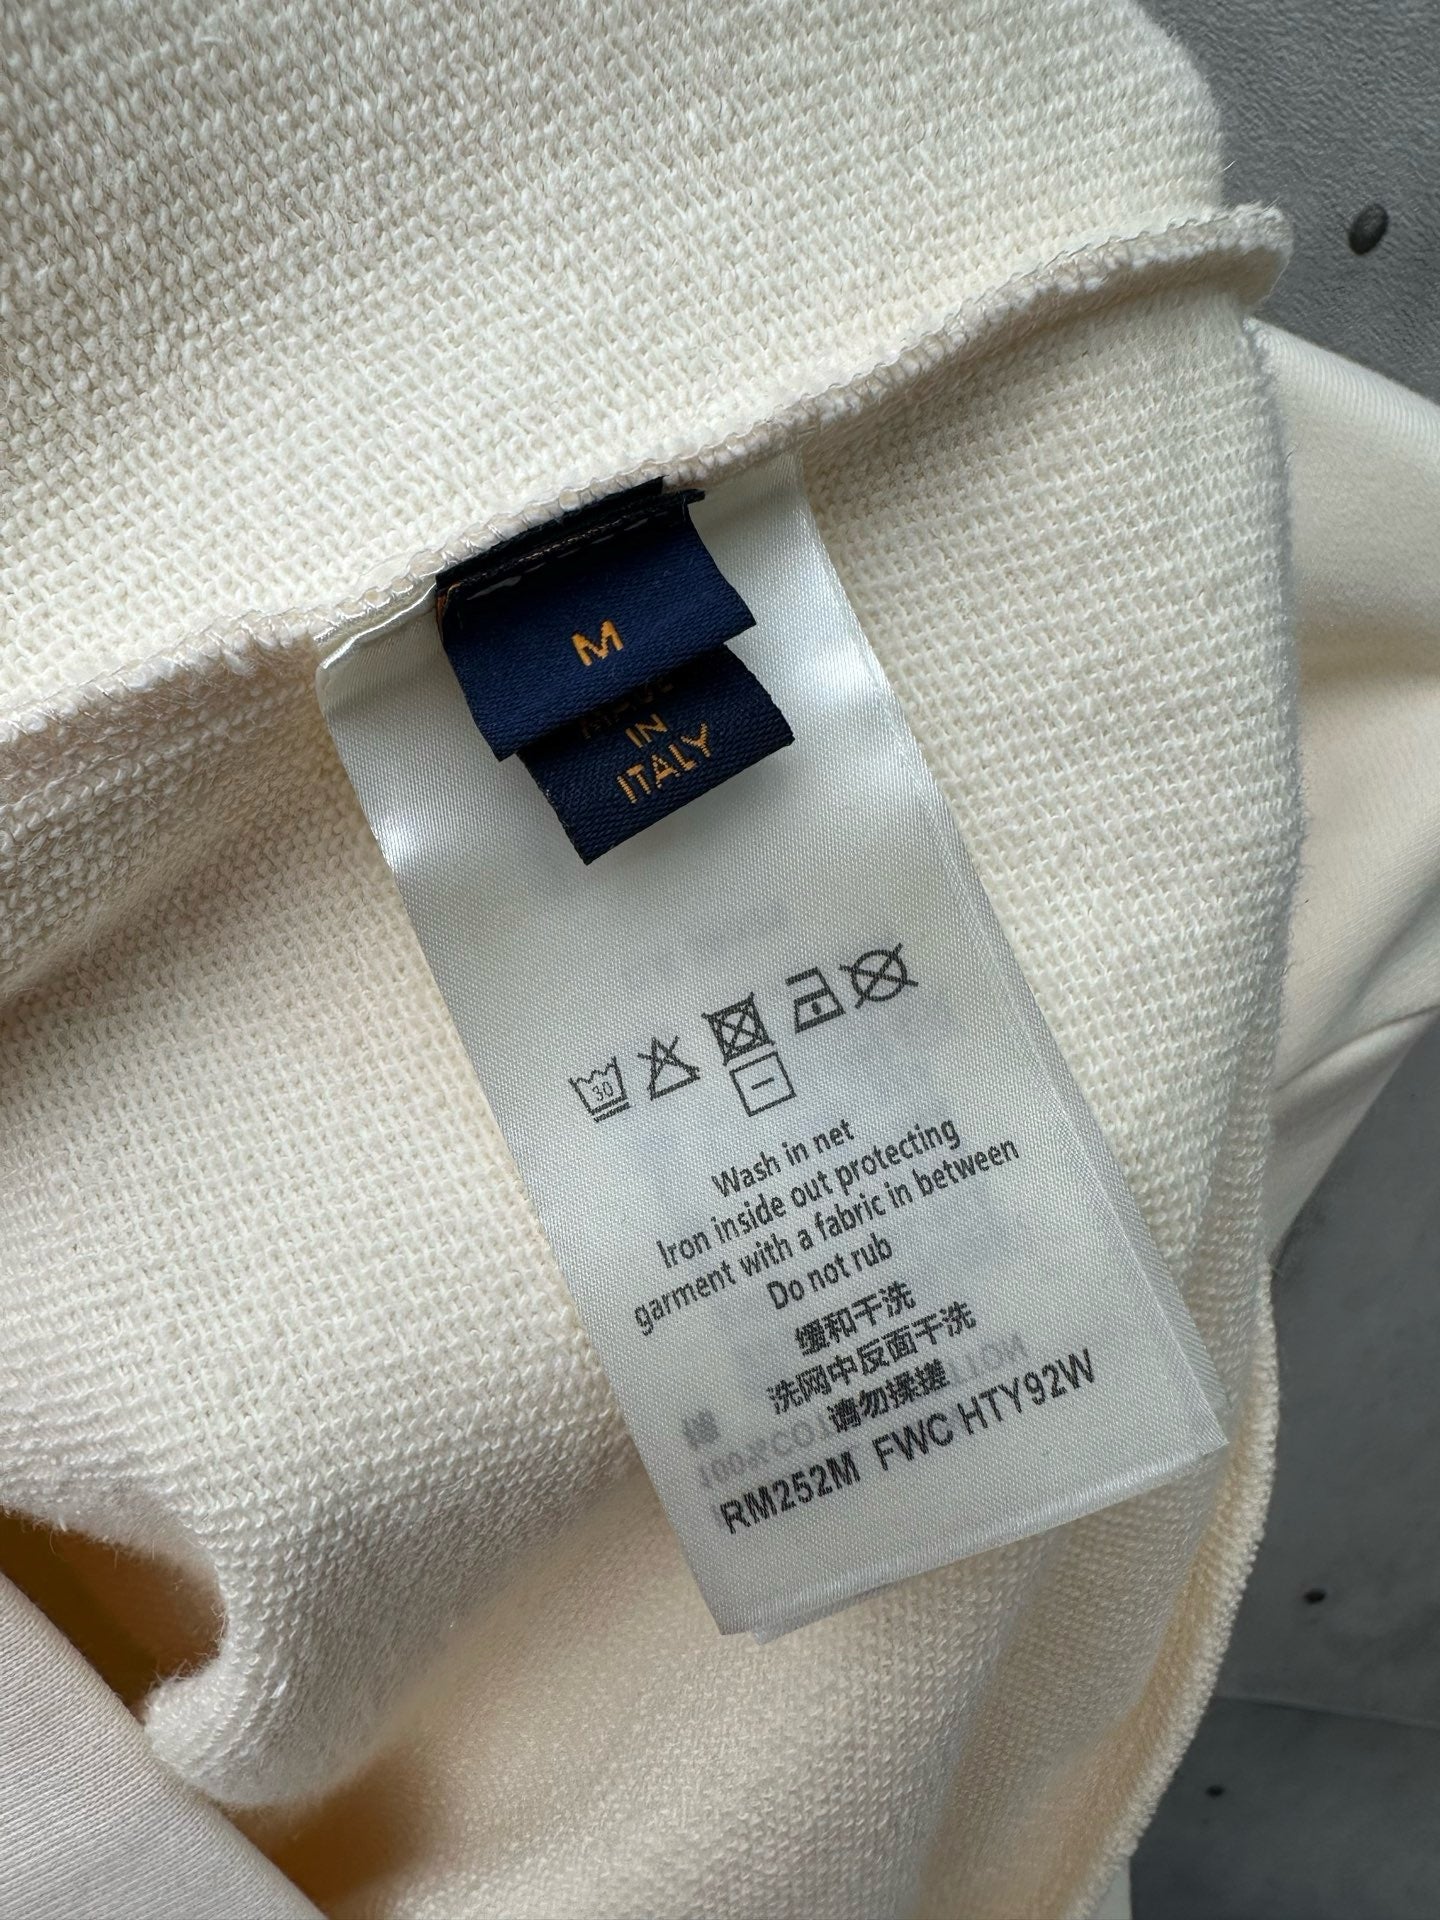 M
MADE
IN
ITALY
30
Wash in net
Iron inside out protecting
garment with a fabric in between
Do not rub
缓和干洗
洗网中反面干洗
请勿揉搓
RM252M FWC HTY92W